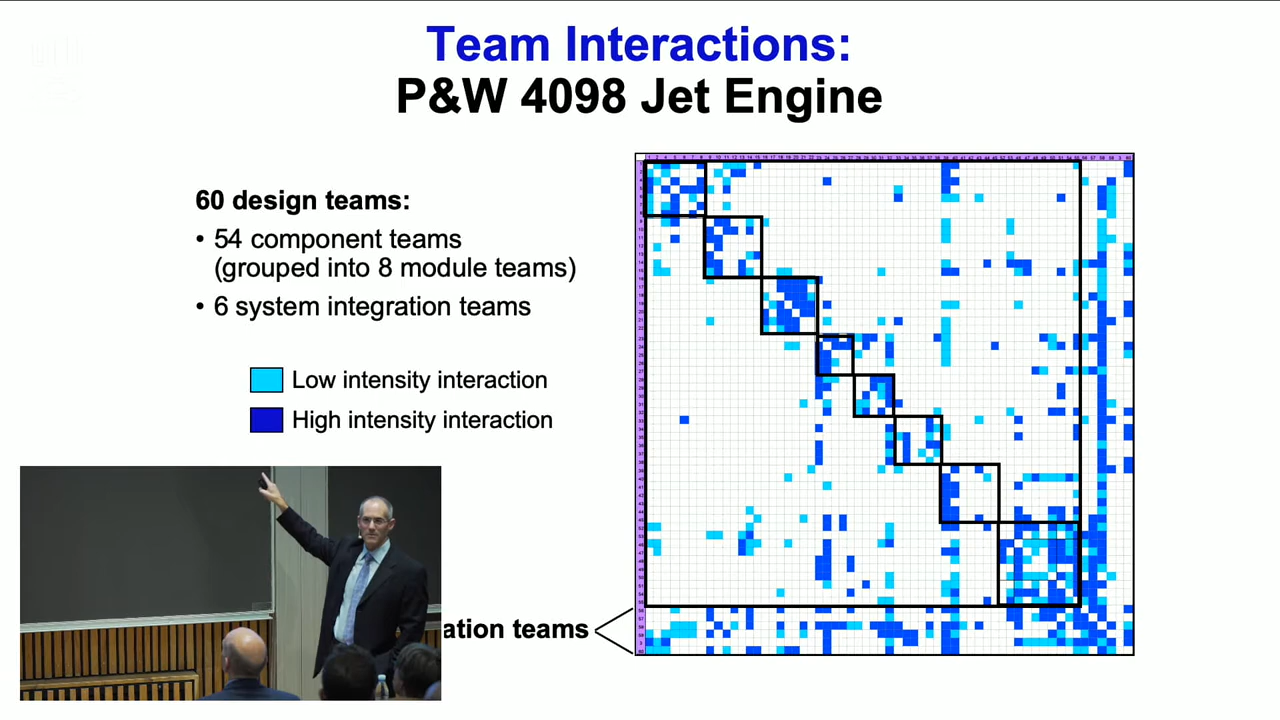 Team Interactions:
P&W 4098 Jet Engine
60 design teams:
• 54 component teams
(grouped into 8 module teams)
• 6 system integration teams
Low intensity interaction
High intensity interaction
ation teams